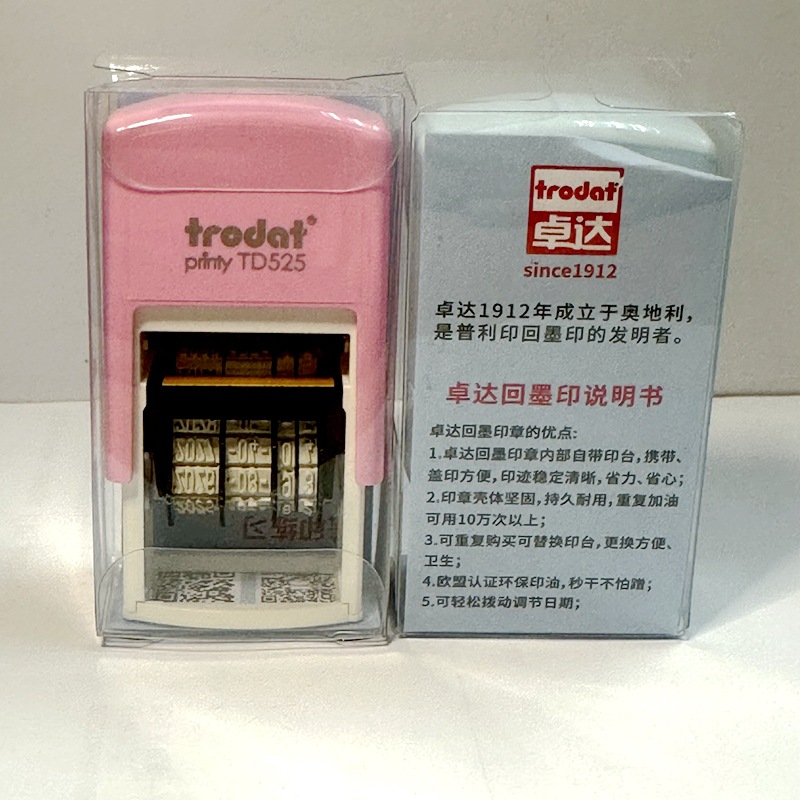 trodat
printy TD525
trodat
卓达
since1912
卓达1912年成立于奥地利，
是普利印回墨印的发明者。
卓达回墨印说明书
卓达回墨印章的优点：
1.卓达回墨印章内部自带印台，携带、
盖印方便，印迹稳定清晰，省力、省心；
2.印章壳体坚固，持久耐用，重复加油
可用10万次以上；
3.可重复购买可替换印台，更换方便、
卫生；
4.欧盟认证环保印油，秒干不怕蹭；
5.可轻松拨动调节日期；